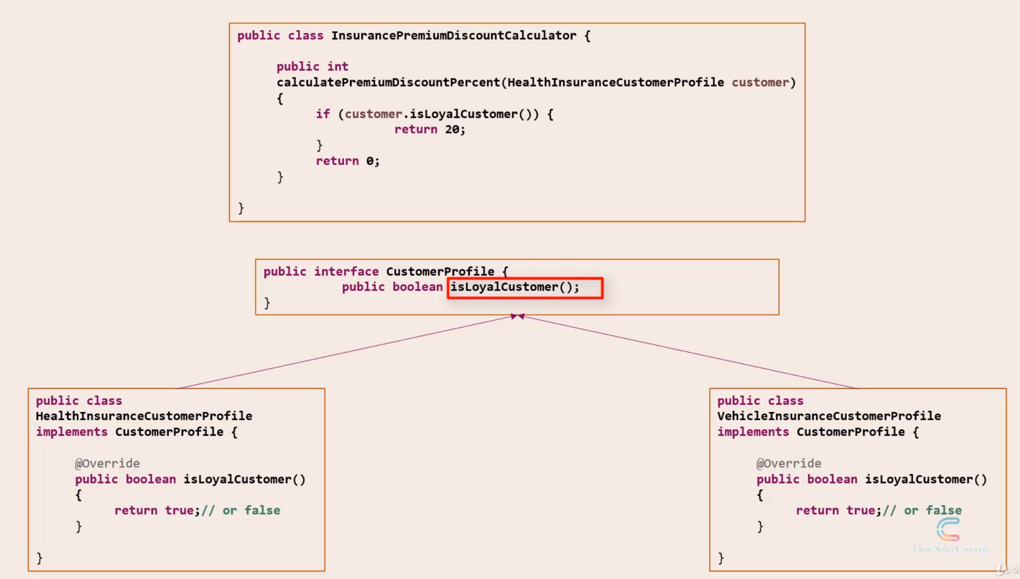 public class InsurancePremiumDiscountCalculator {
public int
calculatePremiumDiscountPercent(HealthInsuranceCustomerProfile customer)
{
if (customer.isLoyalCustomer()) {
return 20;
}
return 0;
}
}
public interface CustomerProfile {
public boolean isLoyalCustomer();
}
public class
HealthInsuranceCustomerProfile
implements CustomerProfile {
@Override
public boolean isLoyalCustomer()
{
return true;// or false
}
}
public class
VehicleInsuranceCustomerProfile
implements CustomerProfile {
@Override
public boolean isLoyalCustomer()
{
return true;// or false
}
}
Clear Solid Concepts